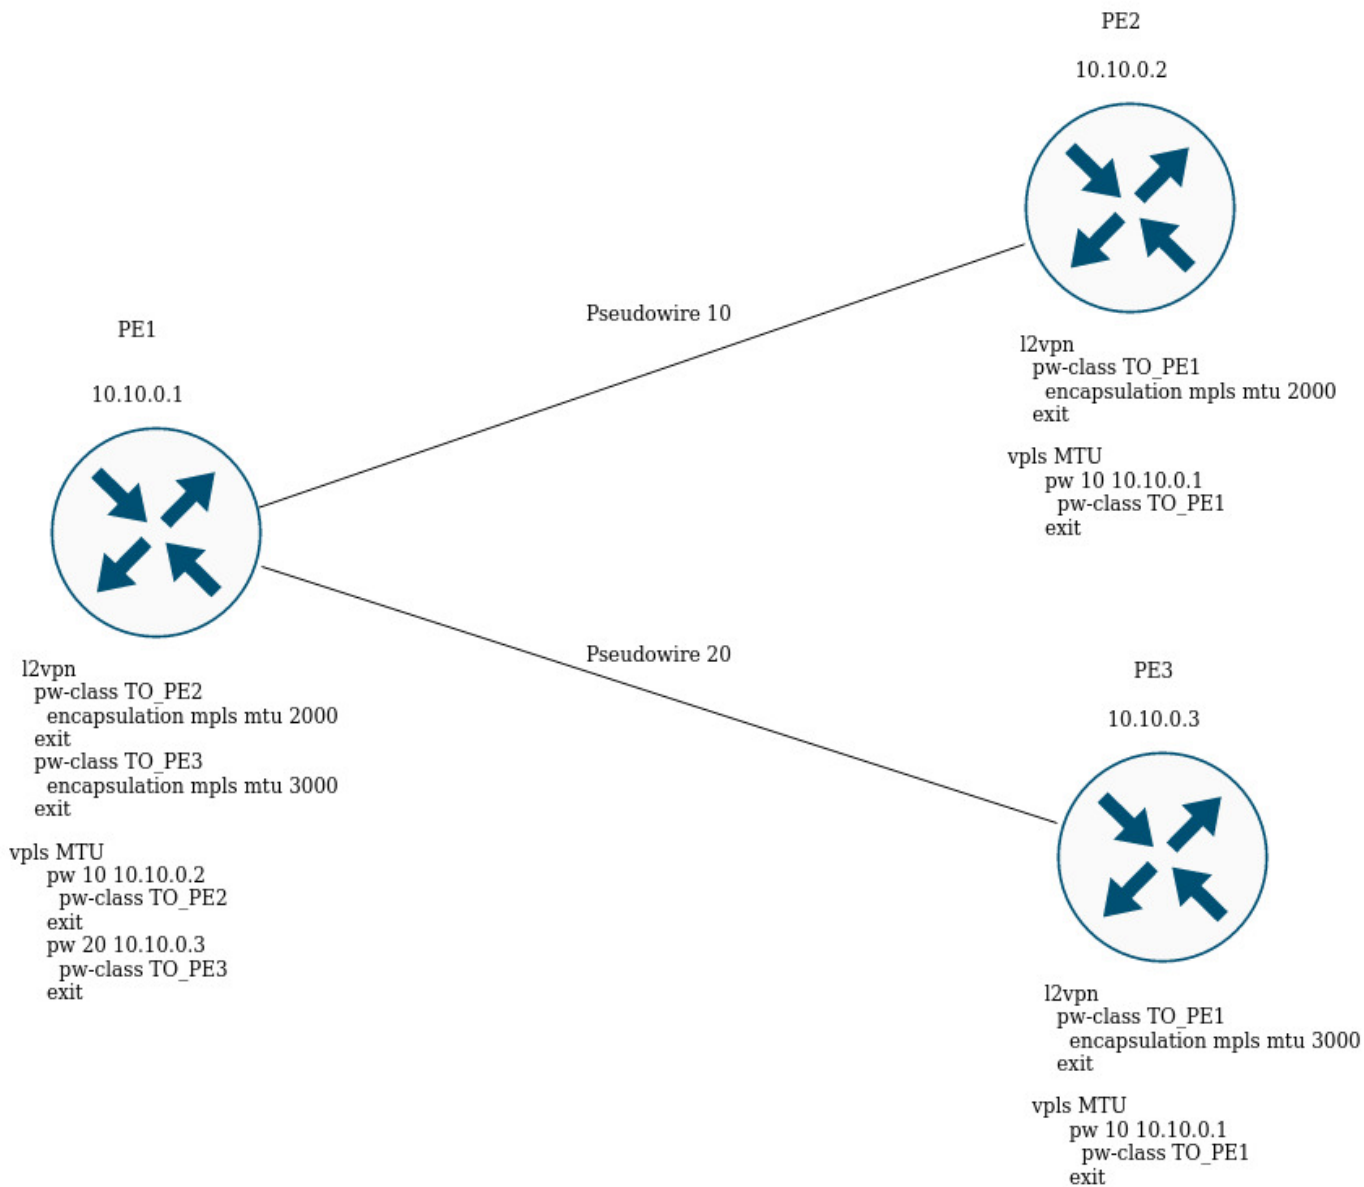 PE2
10.10.0.2
l2vpn
pw-class TO_PE1
encapsulation mpls mtu 2000
exit
vpls MTU
pw 10 10.10.0.1
pw-class TO_PE1
exit
Pseudowire 10
PE1
10.10.0.1
l2vpn
pw-class TO_PE2
encapsulation mpls mtu 2000
exit
pw-class TO_PE3
encapsulation mpls mtu 3000
exit
vpls MTU
pw 10 10.10.0.2
pw-class TO_PE2
exit
pw 20 10.10.0.3
pw-class TO_PE3
exit
Pseudowire 20
PE3
10.10.0.3
l2vpn
pw-class TO_PE1
encapsulation mpls mtu 3000
exit
vpls MTU
pw 10 10.10.0.1
pw-class TO_PE1
exit